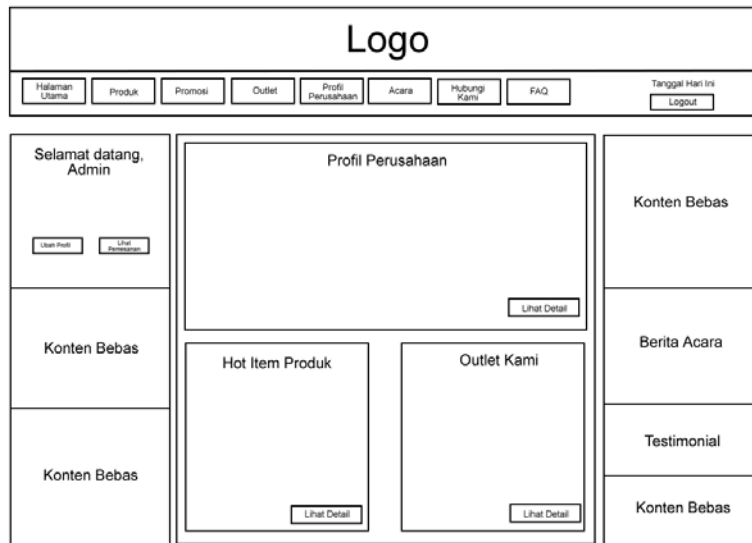 Logo
Halaman
Utama
Produk
Promosi
Outlet
Profil
Perusahaan
Acara
Hubungi
Kami
FAQ
Tanggal Hari Ini
Logout
Selamat datang,
Admin
Ubah Profil
Lihat
Pemesanan
Konten Bebas
Konten Bebas
Profil Perusahaan
Lihat Detail
Hot Item Produk
Lihat Detail
Outlet Kami
Lihat Detail
Konten Bebas
Berita Acara
Testimonial
Konten Bebas